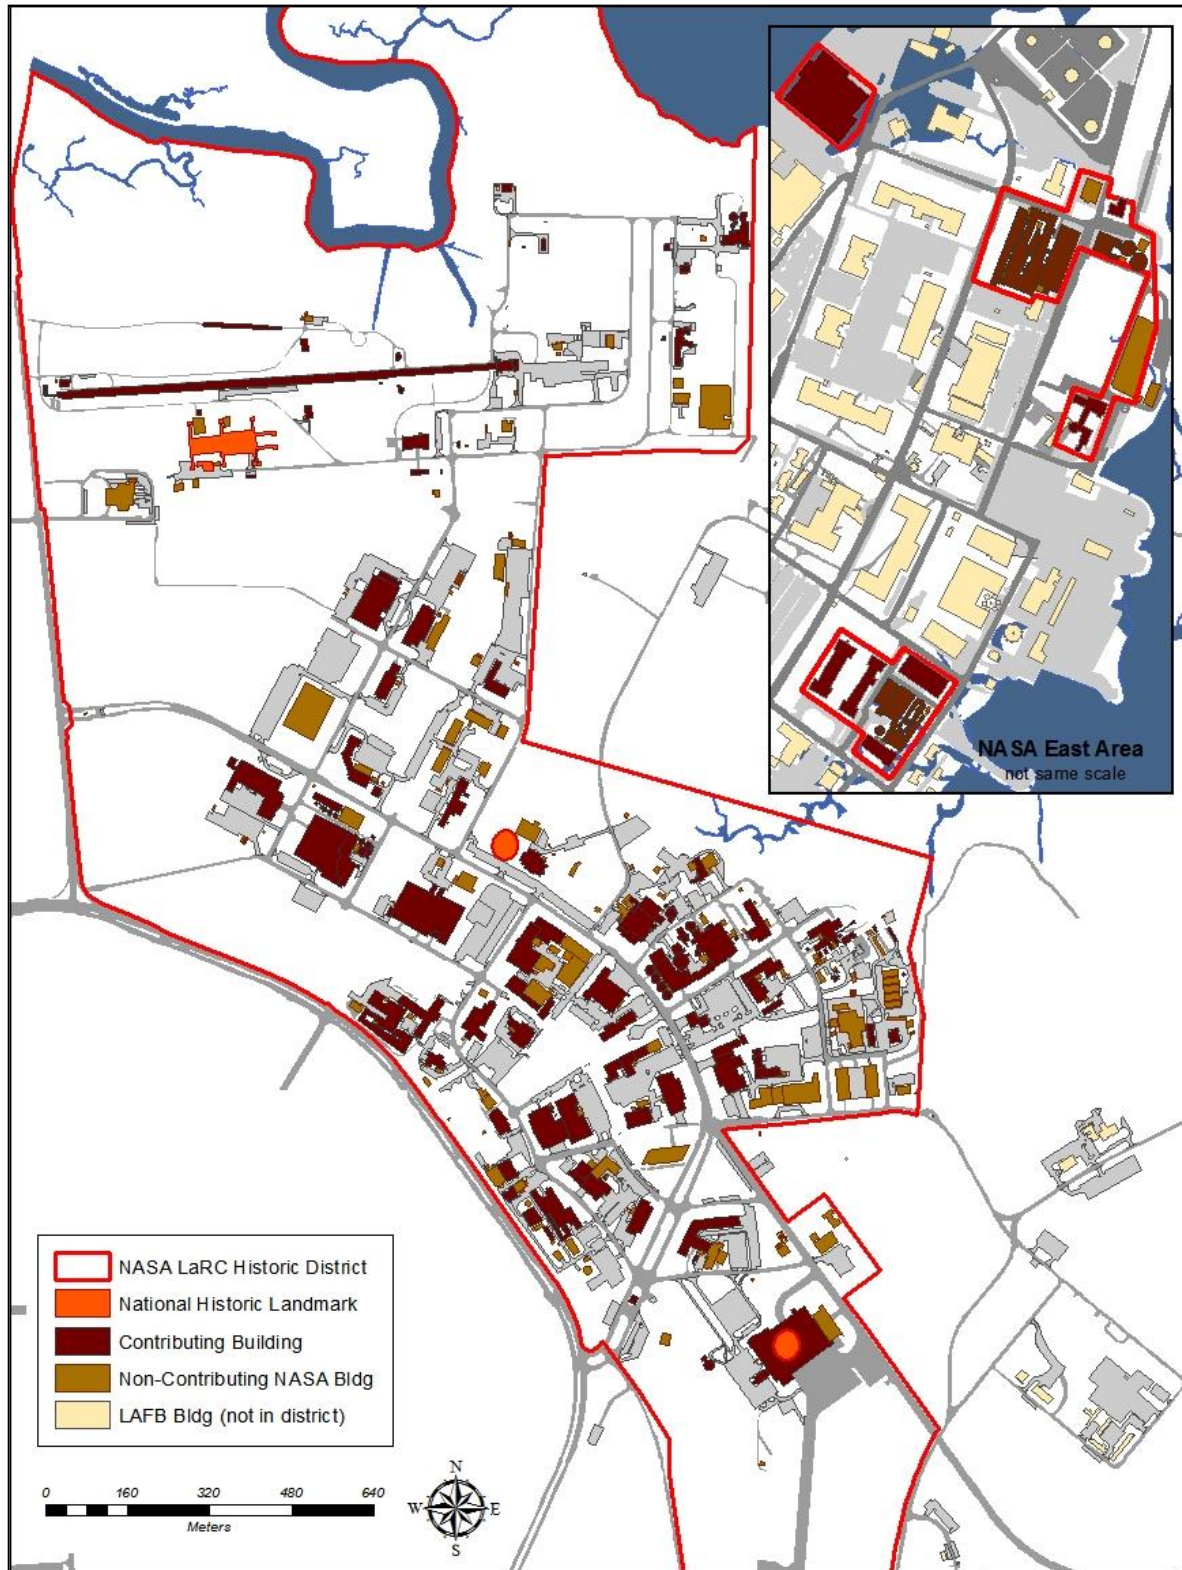 NASA East Area
not same scale
NASA LaRC Historic District
National Historic Landmark
Contributing Building
Non-Contributing NASA Bldg
LAFB Bldg (not in district)
0 160 320 480 640
Meters
N
W E
S